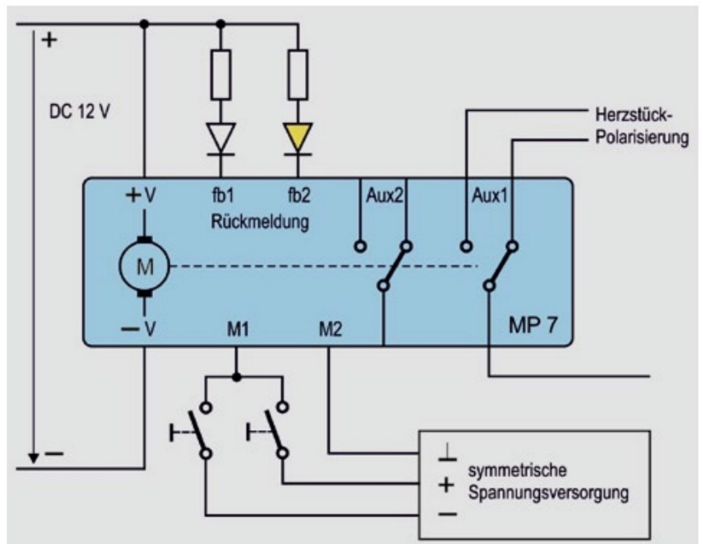 +
DC 12 V
Herzstück-
Polarisierung
+ V
fb1
fb2
Aux2
Aux1
Rückmeldung
M
− V
M1
M2
MP 7
−
⊥
symmetrische
+
Spannungsversorgung
−